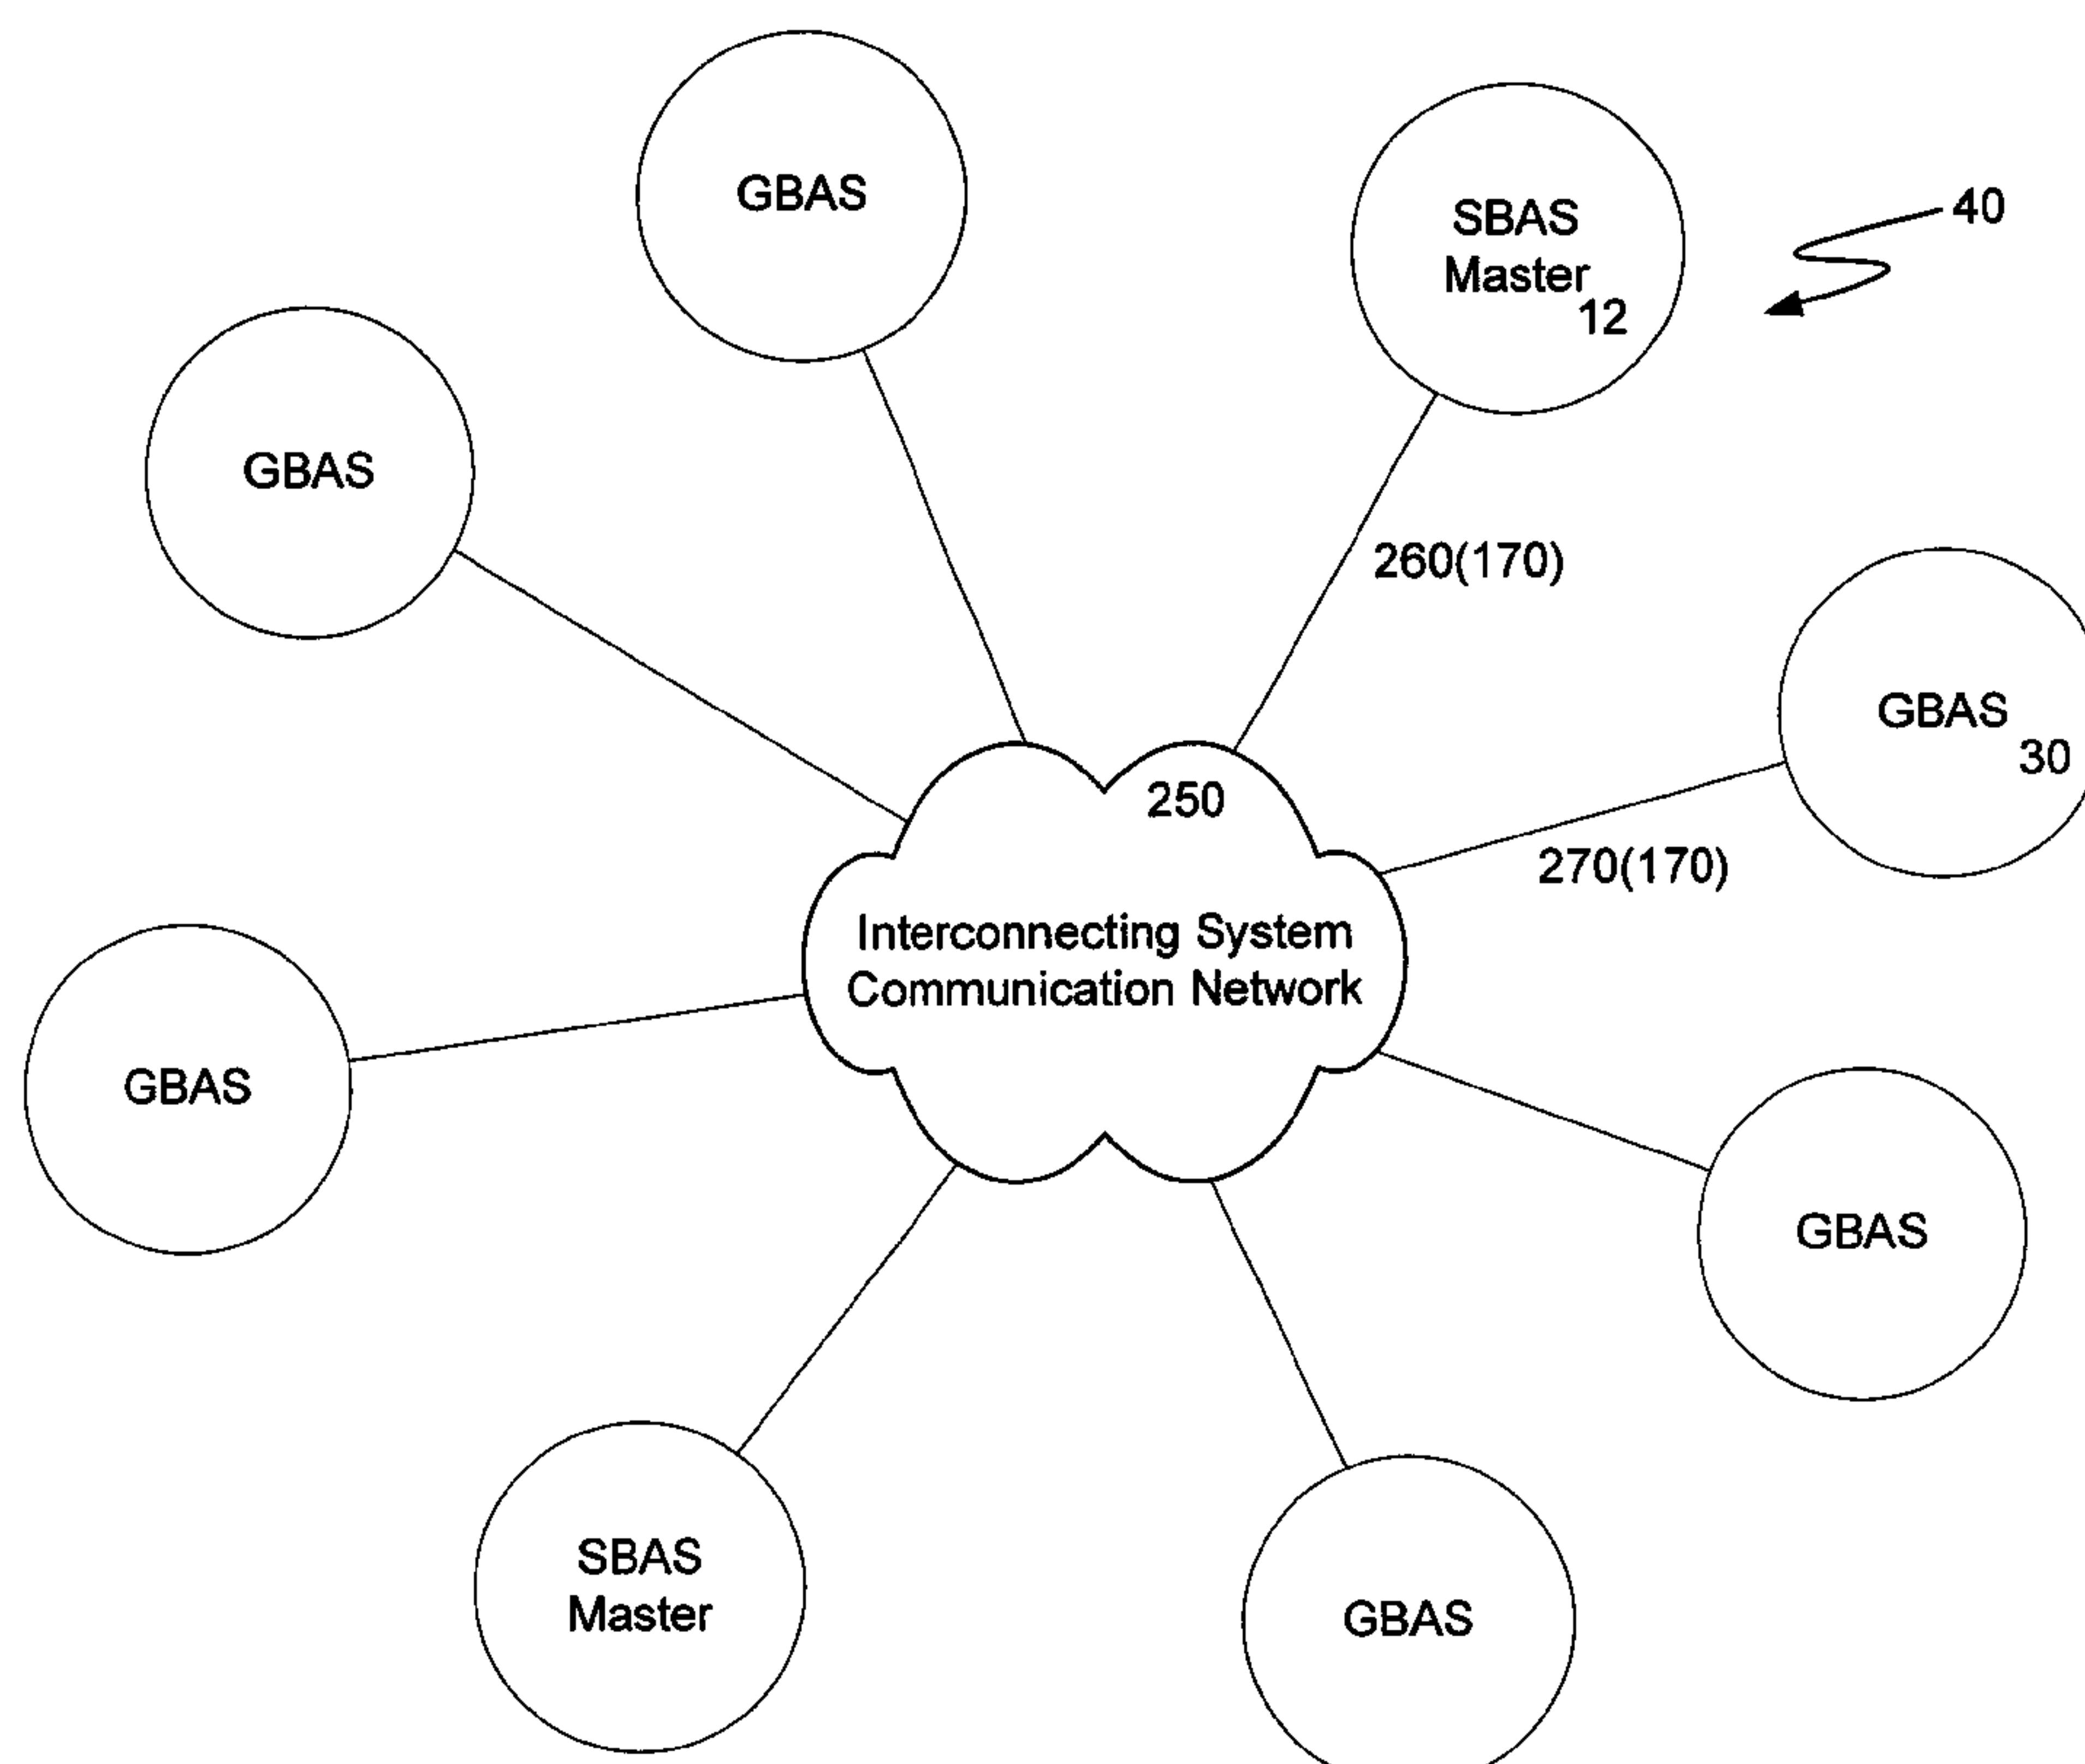 GBAS
SBAS
Master
12
40
GBAS
260(170)
GBAS
30
250
270(170)
Interconnecting System
Communication Network
GBAS
GBAS
SBAS
Master
GBAS